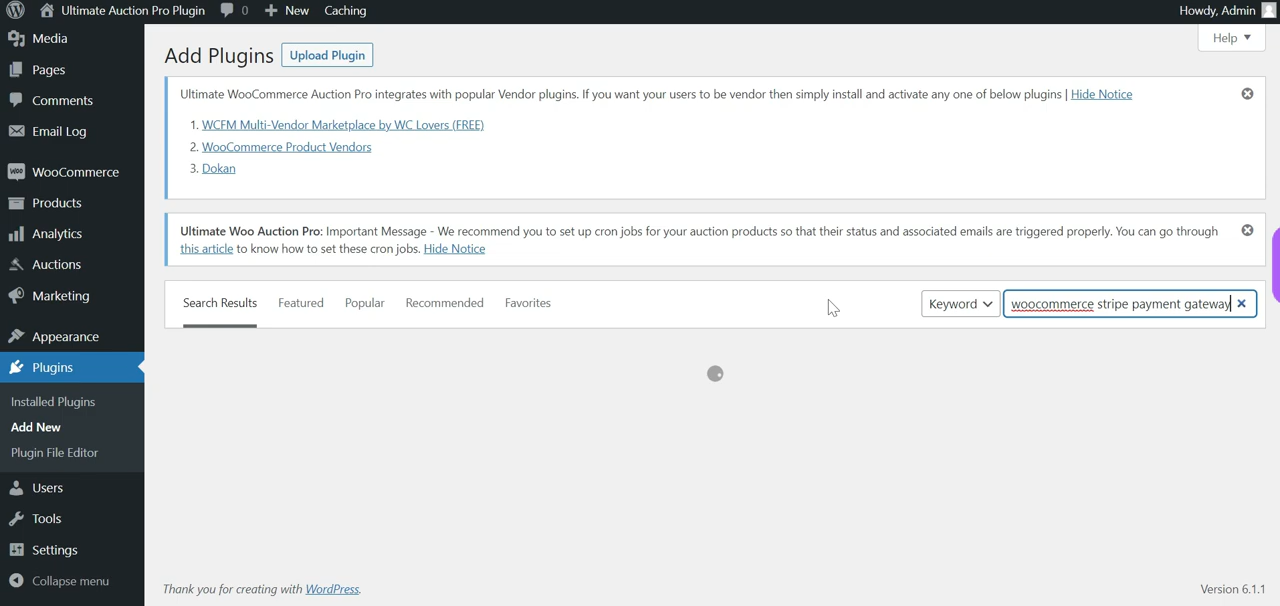 Ultimate Auction Pro Plugin 0 New Caching Howdy, Admin
Media
Pages
Comments
Email Log
WooCommerce
Products
Analytics
Auctions
Marketing
Appearance
Plugins
Installed Plugins
Add New
Plugin File Editor
Users
Tools
Settings
Collapse menu
Help
Add Plugins Upload Plugin
Ultimate WooCommerce Auction Pro integrates with popular Vendor plugins. If you want your users to be vendor then simply install and activate any one of below plugins | Hide Notice
1. WCFM Multi-Vendor Marketplace by WC Lovers (FREE)
2. WooCommerce Product Vendors
3. Dokan
Ultimate Woo Auction Pro: Important Message - We recommend you to set up cron jobs for your auction products so that their status and associated emails are triggered properly. You can go through
this article to know how to set these cron jobs. Hide Notice
Search Results Featured Popular Recommended Favorites Keyword woocommerce stripe payment gateway
Thank you for creating with WordPress. Version 6.1.1